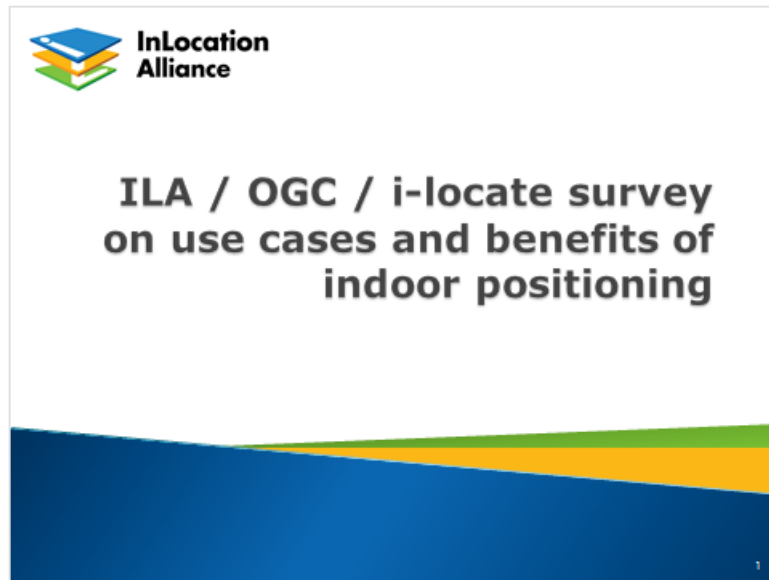 InLocation
Alliance
ILA / OGC / i-locate survey
on use cases and benefits of
indoor positioning
1